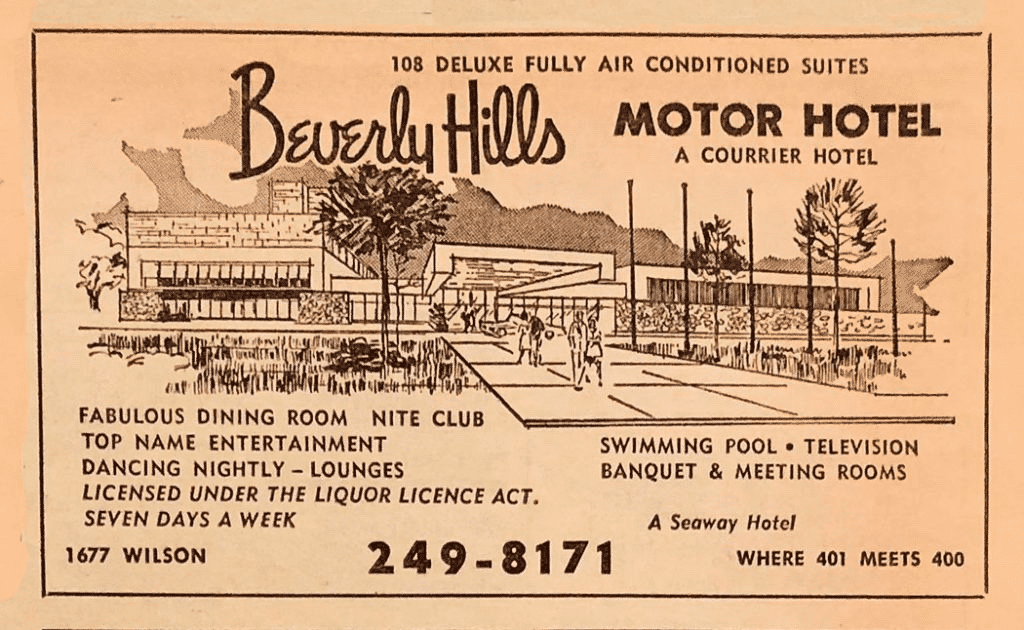 108 DELUXE FULLY AIR CONDITIONED SUITES
Beverly Hills
MOTOR HOTEL
A COURRIER HOTEL
FABULOUS DINING ROOM NITE CLUB
TOP NAME ENTERTAINMENT
DANCING NIGHTLY – LOUNGES
LICENSED UNDER THE LIQUOR LICENCE ACT.
SEVEN DAYS A WEEK
SWIMMING POOL • TELEVISION
BANQUET & MEETING ROOMS
A Seaway Hotel
1677 WILSON
249-8171
WHERE 401 MEETS 400